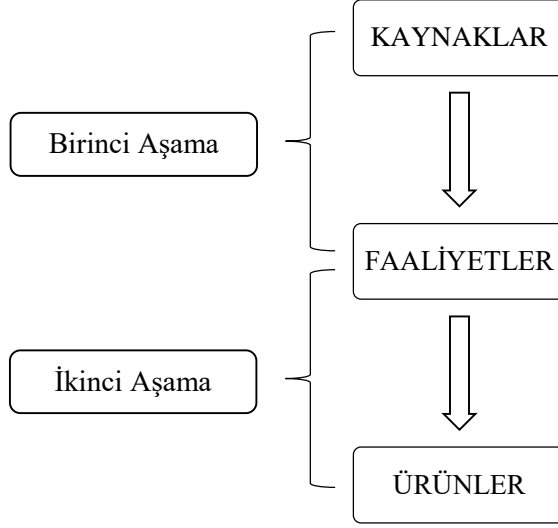 KAYNAKLAR
Birinci Aşama
FAALİYETLER
İkinci Aşama
ÜRÜNLER